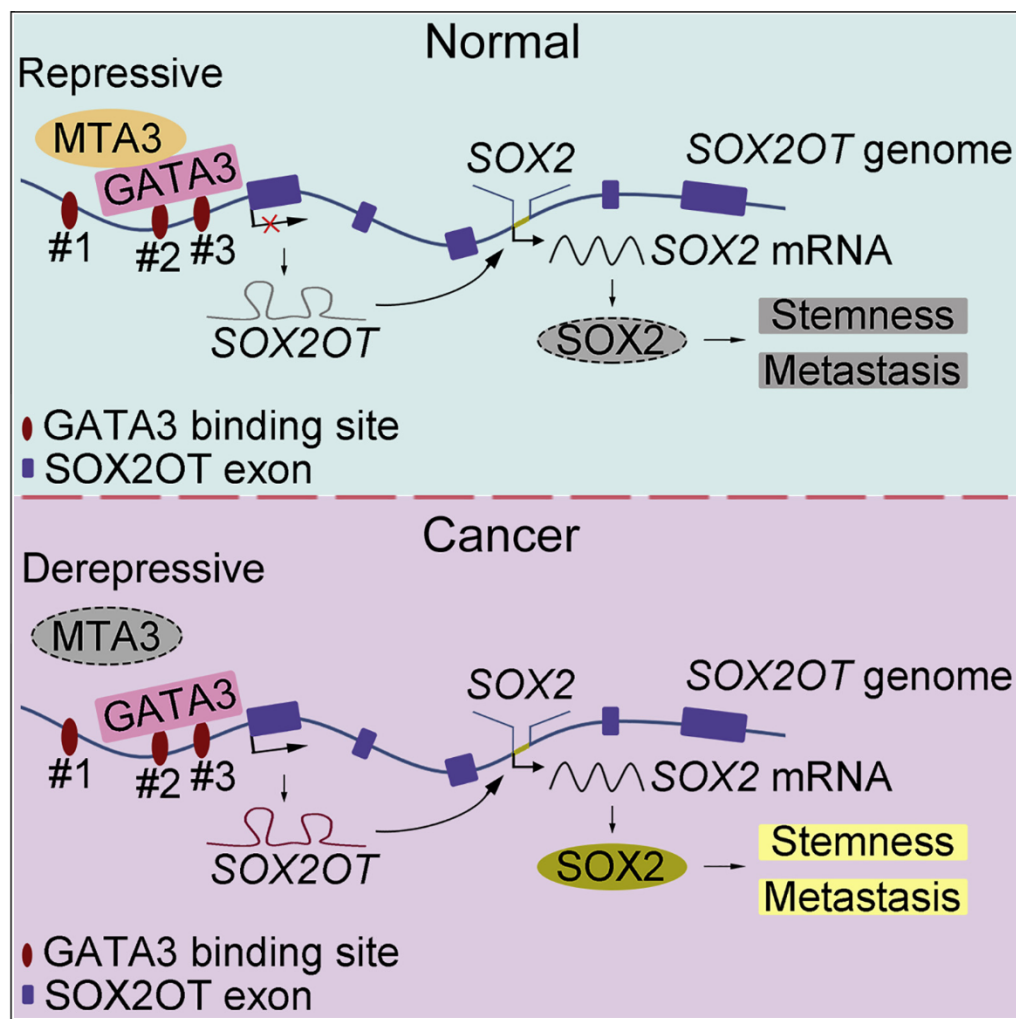 Normal
Repressive
MTA3
GATA3
SOX2
SOX2OT genome
#1
#2
#3
SOX2 mRNA
SOX2OT
SOX2
Stemness
Metastasis
GATA3 binding site
SOX2OT exon
Cancer
Derepressive
MTA3
GATA3
SOX2
SOX2OT genome
#1
#2
#3
SOX2 mRNA
SOX2OT
SOX2
Stemness
Metastasis
GATA3 binding site
SOX2OT exon